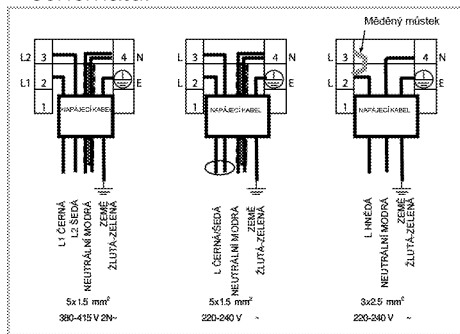 Měděný můstek
L2 3 4 N
L1 2 E
1
NAPÁJECÍ KABEL
L1 ČERNÁ
L2 ŠEDÁ
NEUTRÁLNÍ MODRÁ
ZEMĚ
ŽLUTÁ-ZELENÁ
5x1.5 mm²
380-415 V 2N~
L 3 4 N
L 2 E
1
NAPÁJECÍ KABEL
L ČERNÁ/ŠEDÁ
NEUTRÁLNÍ MODRÁ
ZEMĚ
ŽLUTÁ-ZELENÁ
5x1.5 mm²
220-240 V ~
L 3 4 N
L 2 E
1
NAPÁJECÍ KABEL
L HNĚDÁ
NEUTRÁLNÍ MODRÁ
ZEMĚ
ŽLUTÁ-ZELENÁ
3x2.5 mm²
220-240 V ~